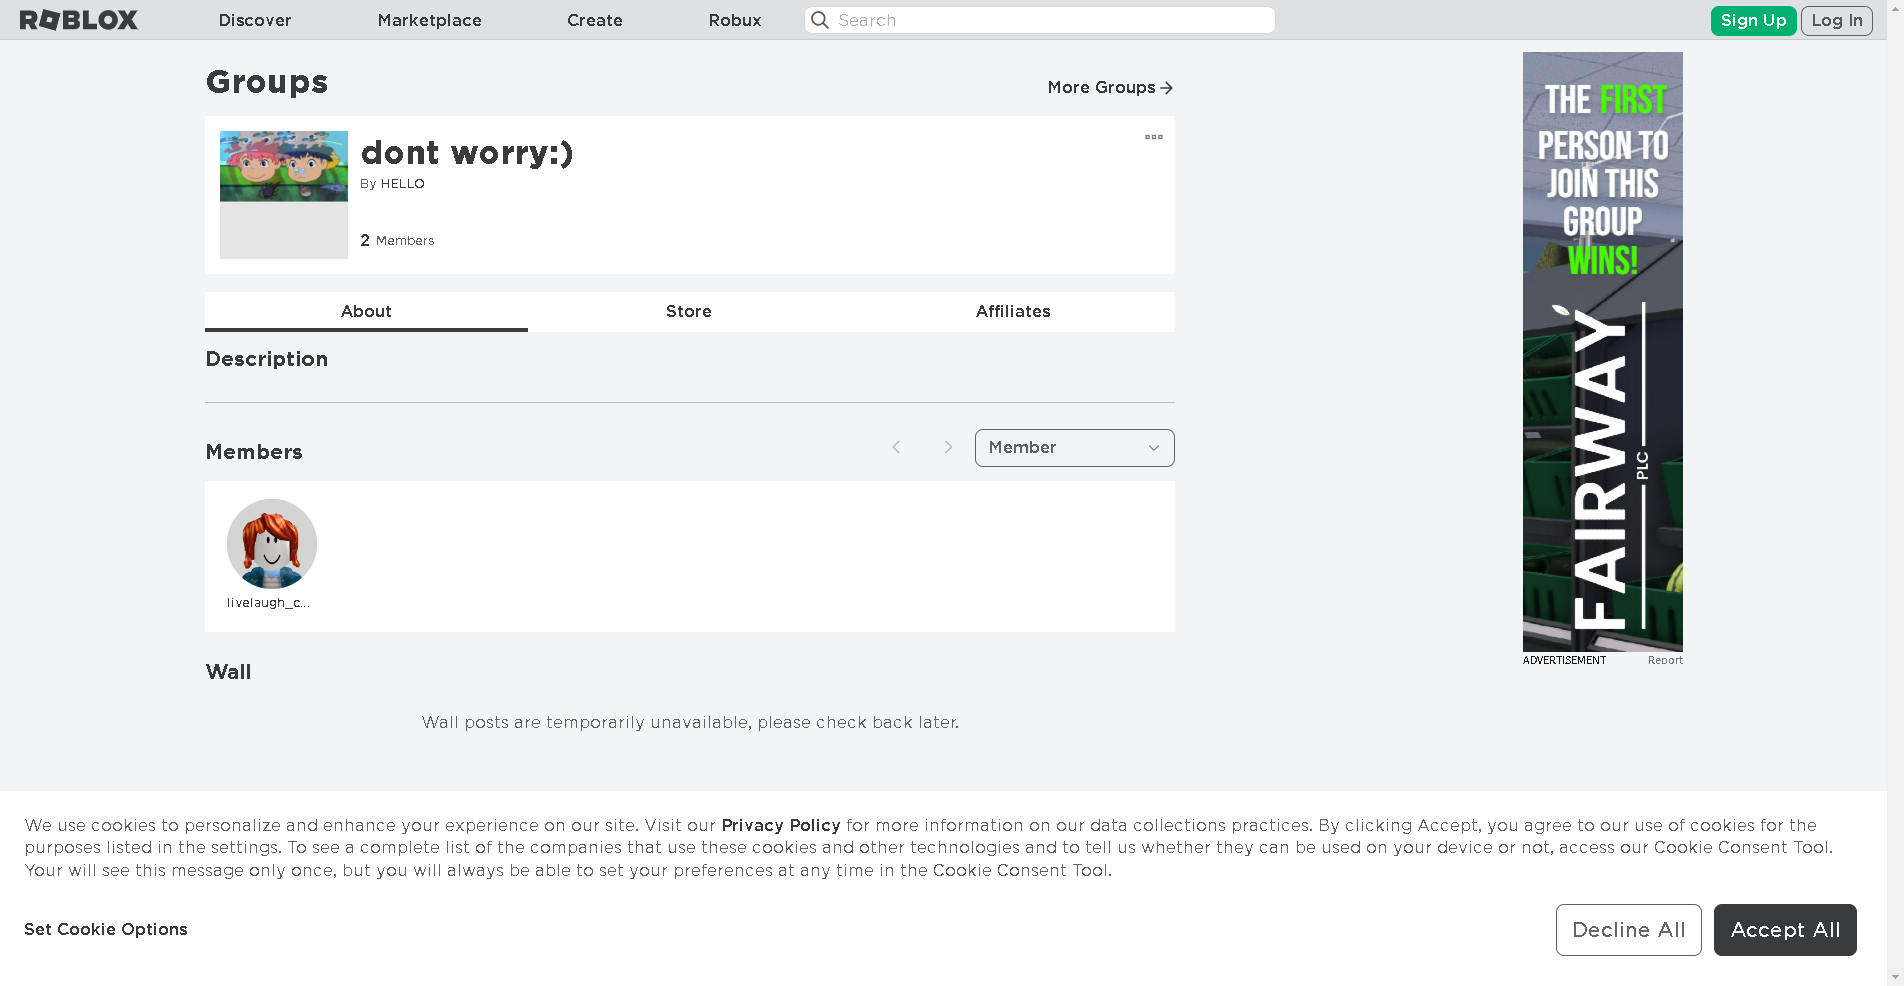 ROBLOX
Discover
Marketplace
Create
Robux
Search
Sign Up
Log In
Groups
More Groups
dont worry:)
By HELLO
2 Members
About
Store
Affiliates
Description
Members
Member
livelaugh_c...
Wall
Wall posts are temporarily unavailable, please check back later.
THE FIRST
PERSON TO
JOIN THIS
GROUP
WINS!
FAIRWAY
PLC
ADVERTISEMENT
Report
We use cookies to personalize and enhance your experience on our site. Visit our Privacy Policy for more information on our data collections practices. By clicking Accept, you agree to our use of cookies for the
purposes listed in the settings. To see a complete list of the companies that use these cookies and other technologies and to tell us whether they can be used on your device or not, access our Cookie Consent Tool.
Your will see this message only once, but you will always be able to set your preferences at any time in the Cookie Consent Tool.
Set Cookie Options
Decline All
Accept All